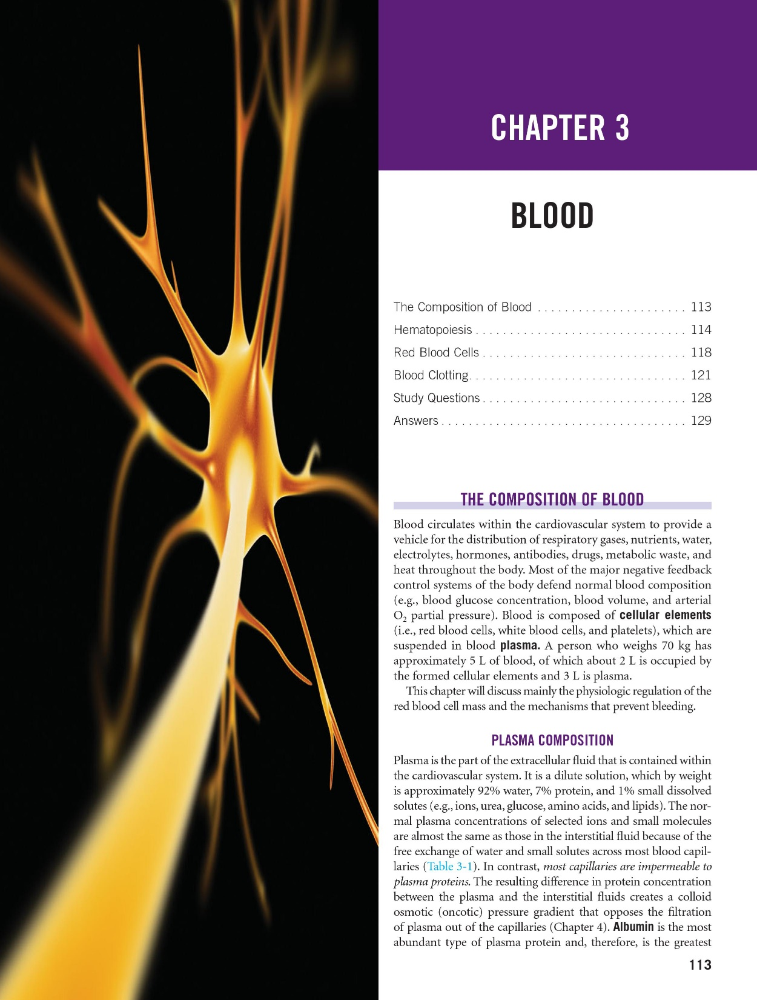 CHAPTER 3
BLOOD
The Composition of Blood . . . . . . . . . . . . . . . . . . . . . . 113
Hematopoiesis . . . . . . . . . . . . . . . . . . . . . . . . . . . . . . . 114
Red Blood Cells . . . . . . . . . . . . . . . . . . . . . . . . . . . . . . 118
Blood Clotting. . . . . . . . . . . . . . . . . . . . . . . . . . . . . . . . 121
Study Questions . . . . . . . . . . . . . . . . . . . . . . . . . . . . . . 128
Answers . . . . . . . . . . . . . . . . . . . . . . . . . . . . . . . . . . . . 129
THE COMPOSITION OF BLOOD
Blood circulates within the cardiovascular system to provide a
vehicle for the distribution of respiratory gases, nutrients, water,
electrolytes, hormones, antibodies, drugs, metabolic waste, and
heat throughout the body. Most of the major negative feedback
control systems of the body defend normal blood composition
(e.g., blood glucose concentration, blood volume, and arterial
O₂ partial pressure). Blood is composed of cellular elements
(i.e., red blood cells, white blood cells, and platelets), which are
suspended in blood plasma. A person who weighs 70 kg has
approximately 5 L of blood, of which about 2 L is occupied by
the formed cellular elements and 3 L is plasma.
This chapter will discuss mainly the physiologic regulation of the
red blood cell mass and the mechanisms that prevent bleeding.
PLASMA COMPOSITION
Plasma is the part of the extracellular fluid that is contained within
the cardiovascular system. It is a dilute solution, which by weight
is approximately 92% water, 7% protein, and 1% small dissolved
solutes (e.g., ions, urea, glucose, amino acids, and lipids). The nor-
mal plasma concentrations of selected ions and small molecules
are almost the same as those in the interstitial fluid because of the
free exchange of water and small solutes across most blood capil-
laries (Table 3-1). In contrast, most capillaries are impermeable to
plasma proteins. The resulting difference in protein concentration
between the plasma and the interstitial fluids creates a colloid
osmotic (oncotic) pressure gradient that opposes the filtration
of plasma out of the capillaries (Chapter 4). Albumin is the most
abundant type of plasma protein and, therefore, is the greatest
113